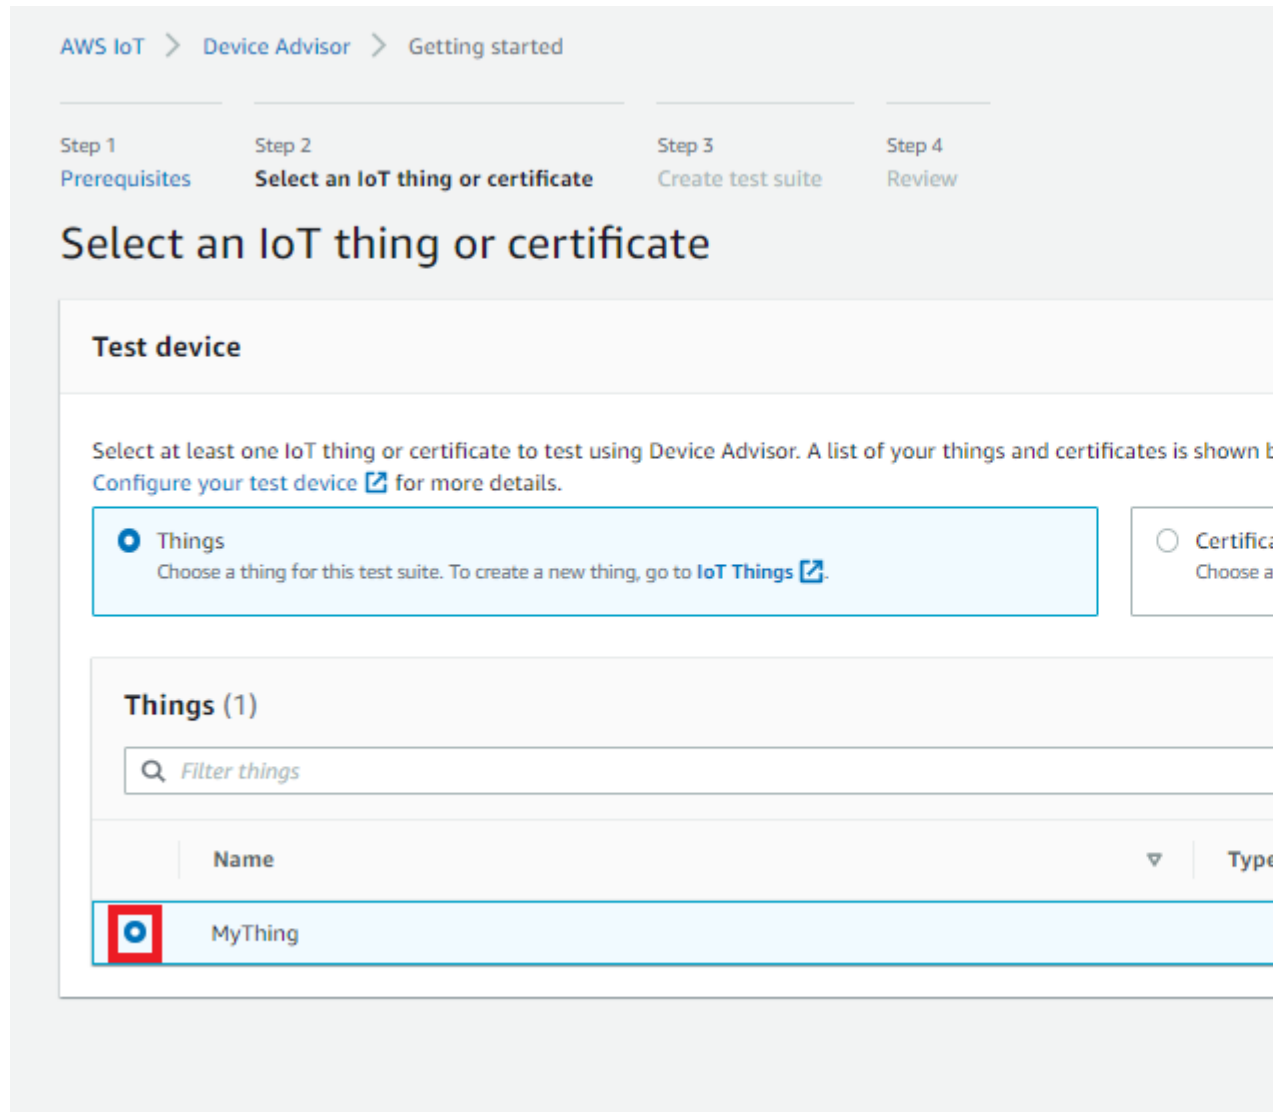 AWS IoT > Device Advisor > Getting started
Step 1
Prerequisites
Step 2
Select an IoT thing or certificate
Step 3
Create test suite
Step 4
Review
Select an IoT thing or certificate
Test device
Select at least one IoT thing or certificate to test using Device Advisor. A list of your things and certificates is shown
Configure your test device for more details.
Things
Choose a thing for this test suite. To create a new thing, go to IoT Things.
Choose a
Things (1)
Filter things
Name
Type
MyThing